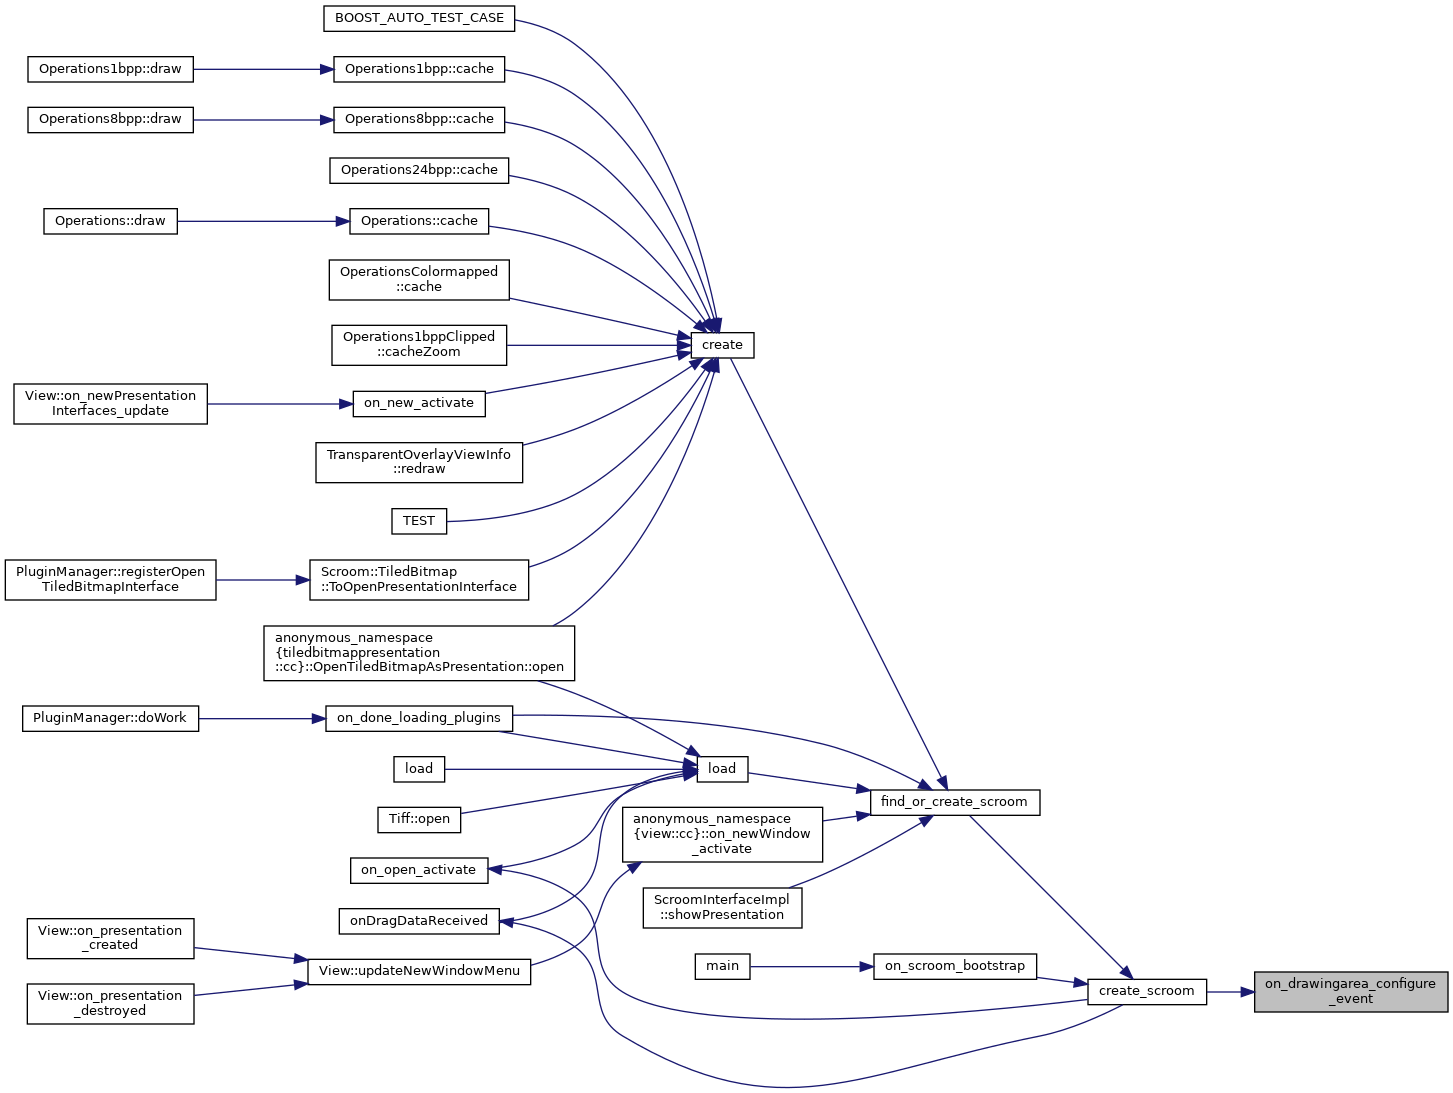 BOOST_AUTO_TEST_CASE
Operations1bpp::draw
Operations1bpp::cache
Operations8bpp::draw
Operations8bpp::cache
Operations24bpp::cache
Operations::draw
Operations::cache
OperationsColormapped
::cache
Operations1bppClipped
::cacheZoom
create
View::on_newPresentation
Interfaces_update
on_new_activate
TransparentOverlayViewInfo
::redraw
TEST
PluginManager::registerOpen
TiledBitmapInterface
Scroom::TiledBitmap
::ToOpenPresentationInterface
anonymous_namespace
{tiledbitmappresentation
::cc}::OpenTiledBitmapAsPresentation::open
PluginManager::doWork
on_done_loading_plugins
load
load
find_or_create_scroom
Tiff::open
anonymous_namespace
{view::cc}::on_newWindow
_activate
on_open_activate
ScroomInterfaceImpl
::showPresentation
onDragDataReceived
View::on_presentation
_created
View::updateNewWindowMenu
main
on_scroom_bootstrap
View::on_presentation
_destroyed
create_scroom
on_drawingarea_configure
_event